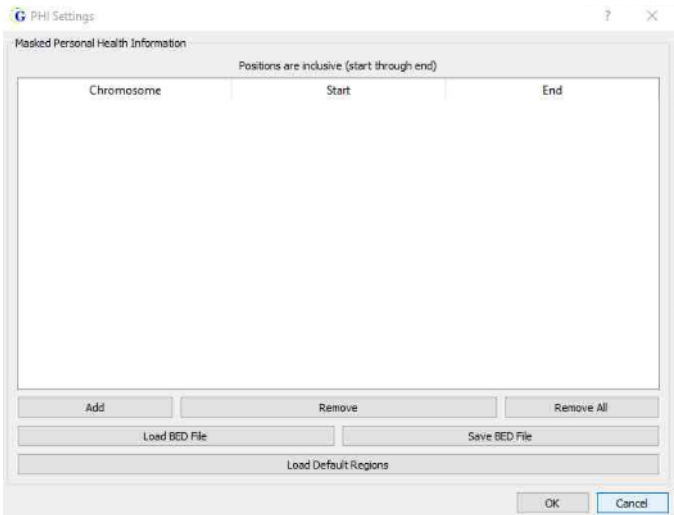 G PHI Settings ? ×
Masked Personal Health Information
Positions are inclusive (start through end)
Chromosome Start End
Add Remove Remove All
Load BED File Save BED File
Load Default Regions
OK Cancel